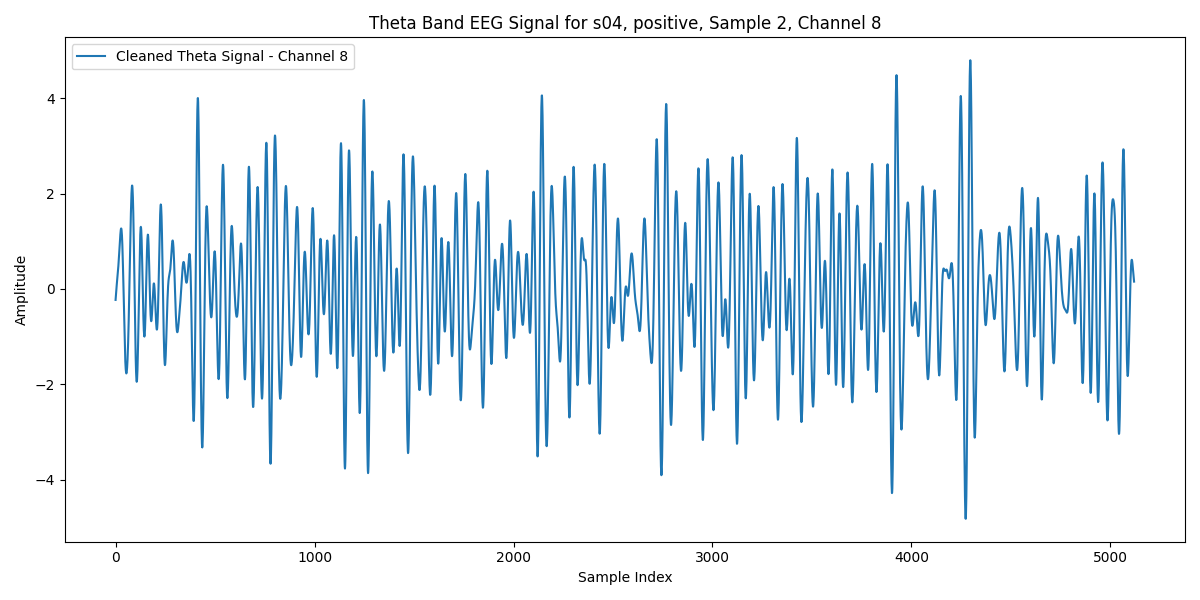 Theta Band EEG Signal for s04, positive, Sample 2, Channel 8
Cleaned Theta Signal - Channel 8
Amplitude
4
2
0
−2
−4
0 1000 2000 3000 4000 5000
Sample Index